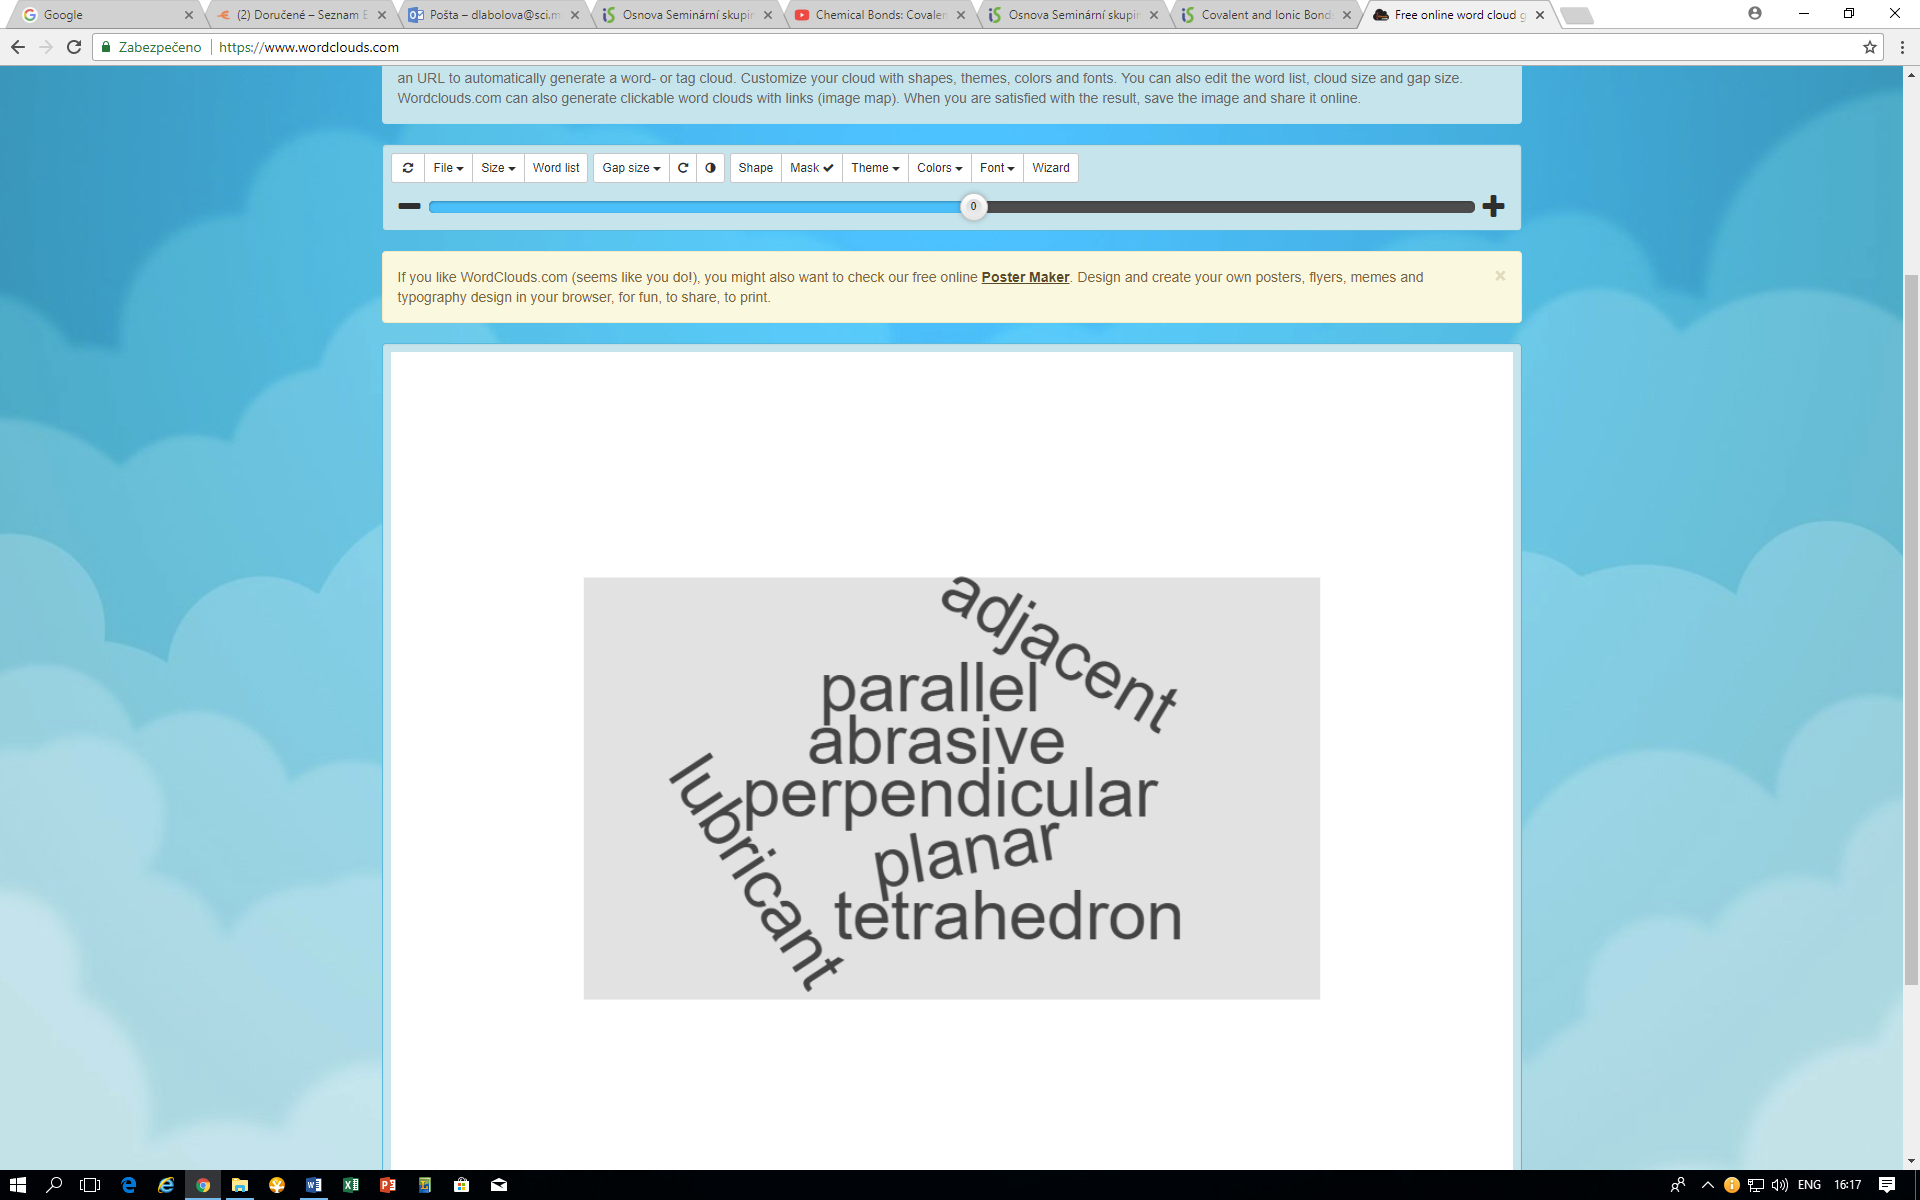 Google
(2) Doručené – Seznam E
Pošta – dlabolova@sci.m
Osnova Seminární skupin
Chemical Bonds: Covalen
Osnova Seminární skupin
Covalent and Ionic Bond
Free online word cloud g
Zabezpečeno
https://www.wordclouds.com
an URL to automatically generate a word- or tag cloud. Customize your cloud with shapes, themes, colors and fonts. You can also edit the word list, cloud size and gap size.
Wordclouds.com can also generate clickable word clouds with links (image map). When you are satisfied with the result, save the image and share it online.
File Size Word list Gap size Shape Mask Theme Colors Font Wizard
0
If you like WordClouds.com (seems like you do!), you might also want to check our free online Poster Maker. Design and create your own posters, flyers, memes and
typography design in your browser, for fun, to share, to print.
adjacent
parallel
abrasive
perpendicular
lubricant
planar
tetrahedron
ENG 16:17